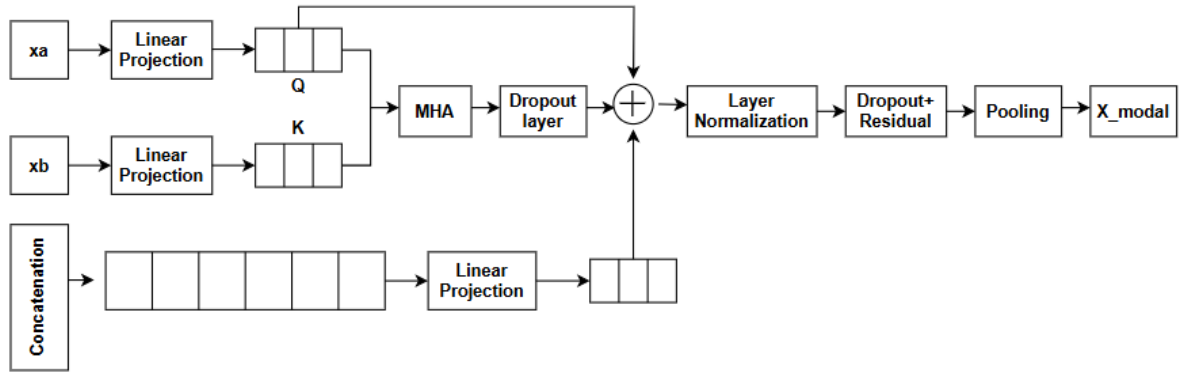 xa
Linear
Projection
Q
K
xb
Linear
Projection
MHA
Dropout
layer
Layer
Normalization
Dropout+
Residual
Pooling
X_modal
Concatenation
Linear
Projection